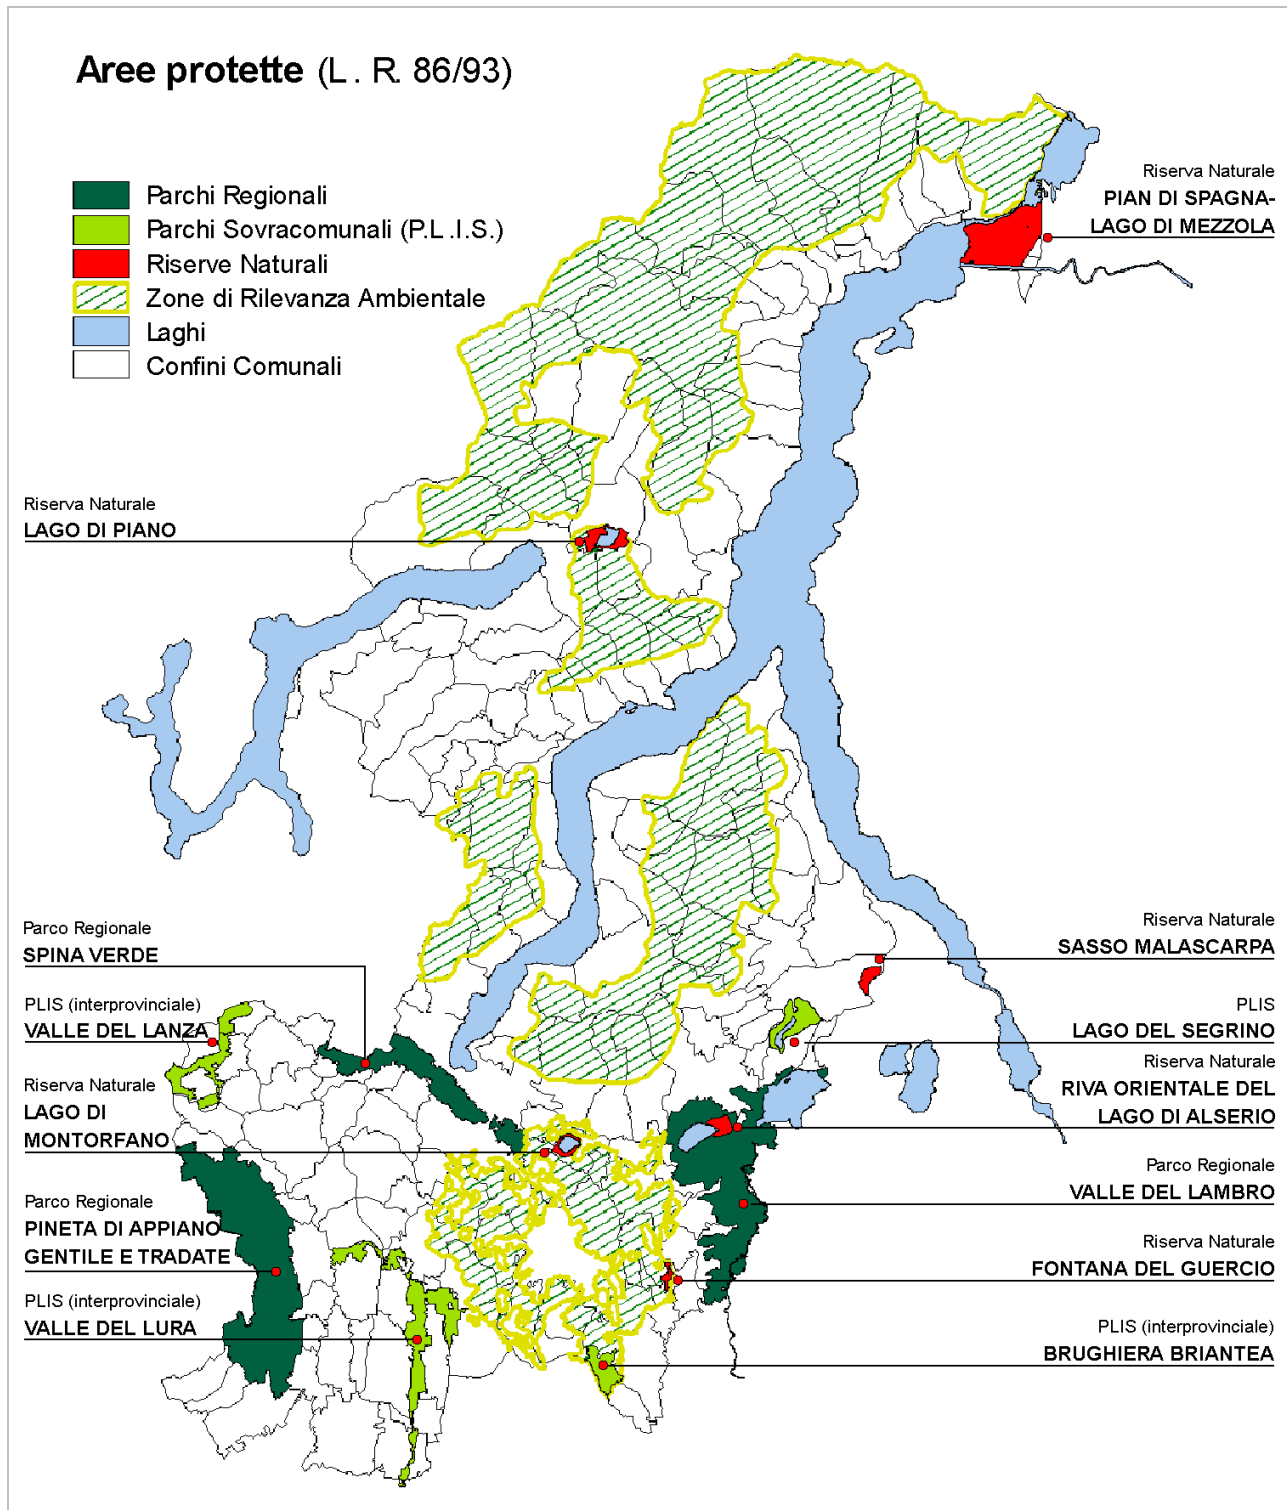 Aree protette (L. R. 86/93)
Parchi Regionali
Parchi Sovracomunali (P.L.I.S.)
Riserve Naturali
Zone di Rilevanza Ambientale
Laghi
Confini Comunali
Riserva Naturale
PIAN DI SPAGNA-
LAGO DI MEZZOLA
Riserva Naturale
LAGO DI PIANO
Parco Regionale
SPINA VERDE
PLIS (interprovinciale)
VALLE DEL LANZA
Riserva Naturale
LAGO DI
MONTORFANO
Parco Regionale
PINETA DI APPIANO
GENTILE E TRADATE
PLIS (interprovinciale)
VALLE DEL LURA
Riserva Naturale
SASSO MALASCARPA
PLIS
LAGO DEL SEGRINO
Riserva Naturale
RIVA ORIENTALE DEL
LAGO DI ALSERIO
Parco Regionale
VALLE DEL LAMBRO
Riserva Naturale
FONTANA DEL GUERCIO
PLIS (interprovinciale)
BRUGHIERA BRIANTEA